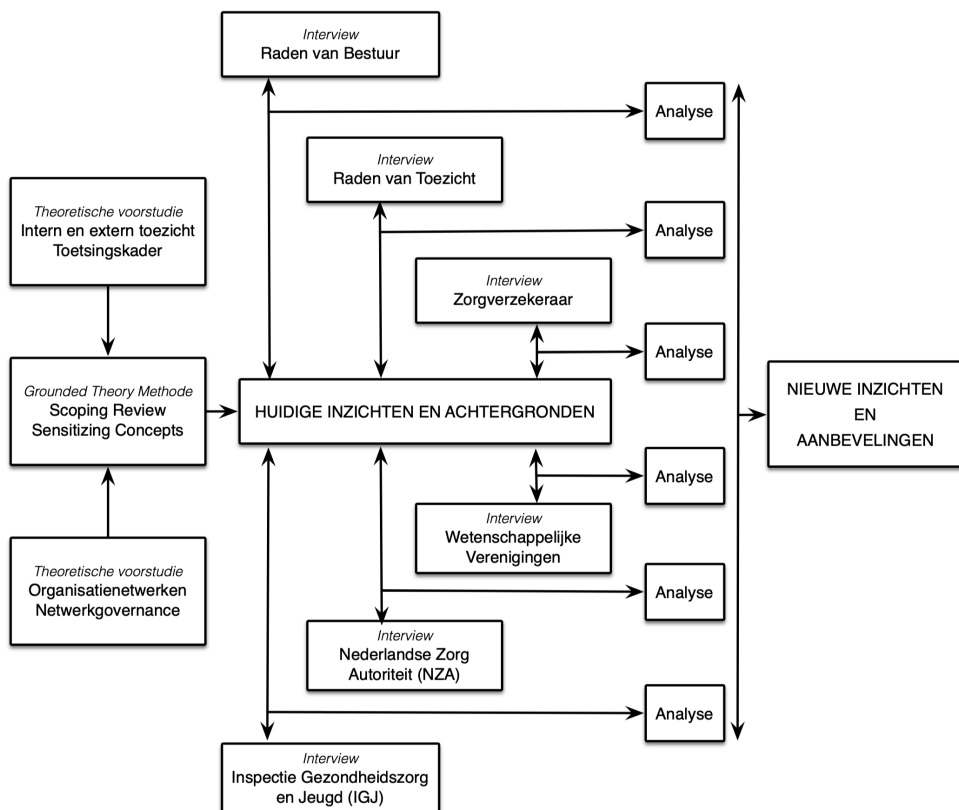 Interview
Raden van Bestuur
Analyse
Interview
Raden van Toezicht
Theoretische voorstudie
Intern en extern toezicht
Toetsingskader
Analyse
Interview
Zorgverzekeraar
Analyse
Grounded Theory Methode
Scoping Review
Sensitizing Concepts
HUIDIGE INZICHTEN EN ACHTERGRONDEN
NIEUWE INZICHTEN
EN
AANBEVELINGEN
Analyse
Interview
Wetenschappelijke
Verenigingen
Theoretische voorstudie
Organisatienetwerken
Netwerkgovernance
Analyse
Interview
Nederlandse Zorg
Autoriteit (NZA)
Analyse
Interview
Inspectie Gezondheidszorg
en Jeugd (IGJ)